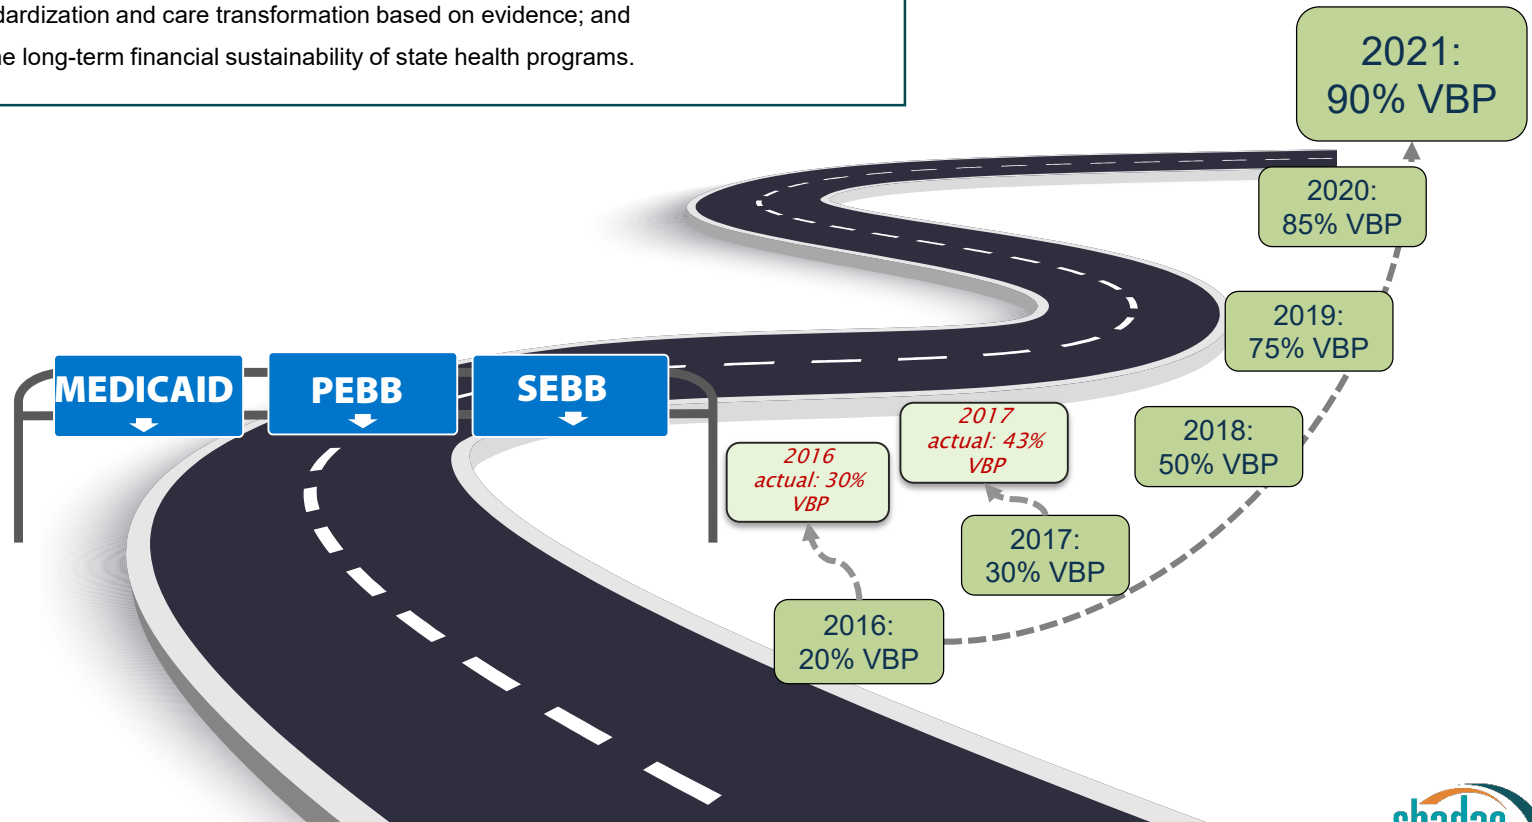 dardization and care transformation based on evidence; and
long-term financial sustainability of state health programs.
2021:
90% VBP
2020:
85% VBP
2019:
75% VBP
MEDICAID
PEBB
SEBB
2017
actual: 43%
VBP
2018:
50% VBP
2016
actual: 30%
VBP
2017:
30% VBP
2016:
20% VBP
shadac